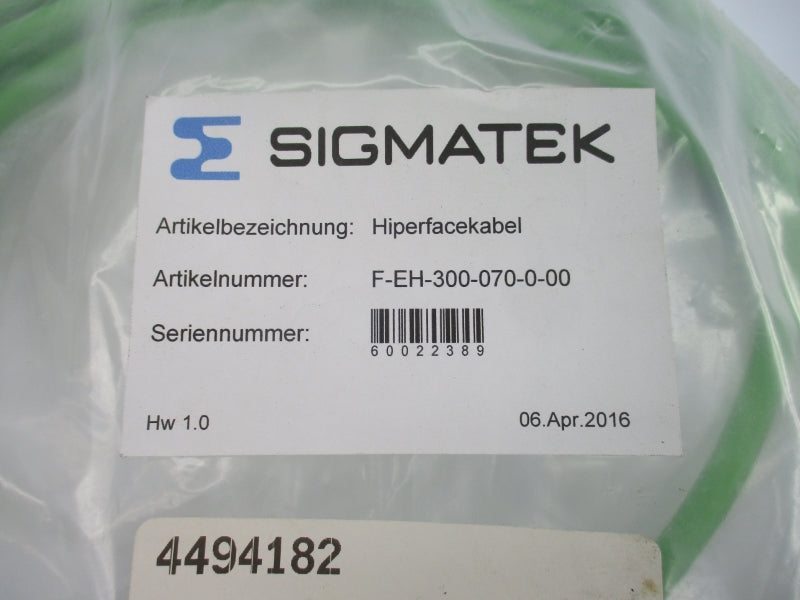 SIGMATEK
Artikelbezeichnung: Hiperfacekabel
Artikelnummer: F-EH-300-070-0-00
Seriennummer:
60022389
Hw 1.0 06.Apr.2016
4494182